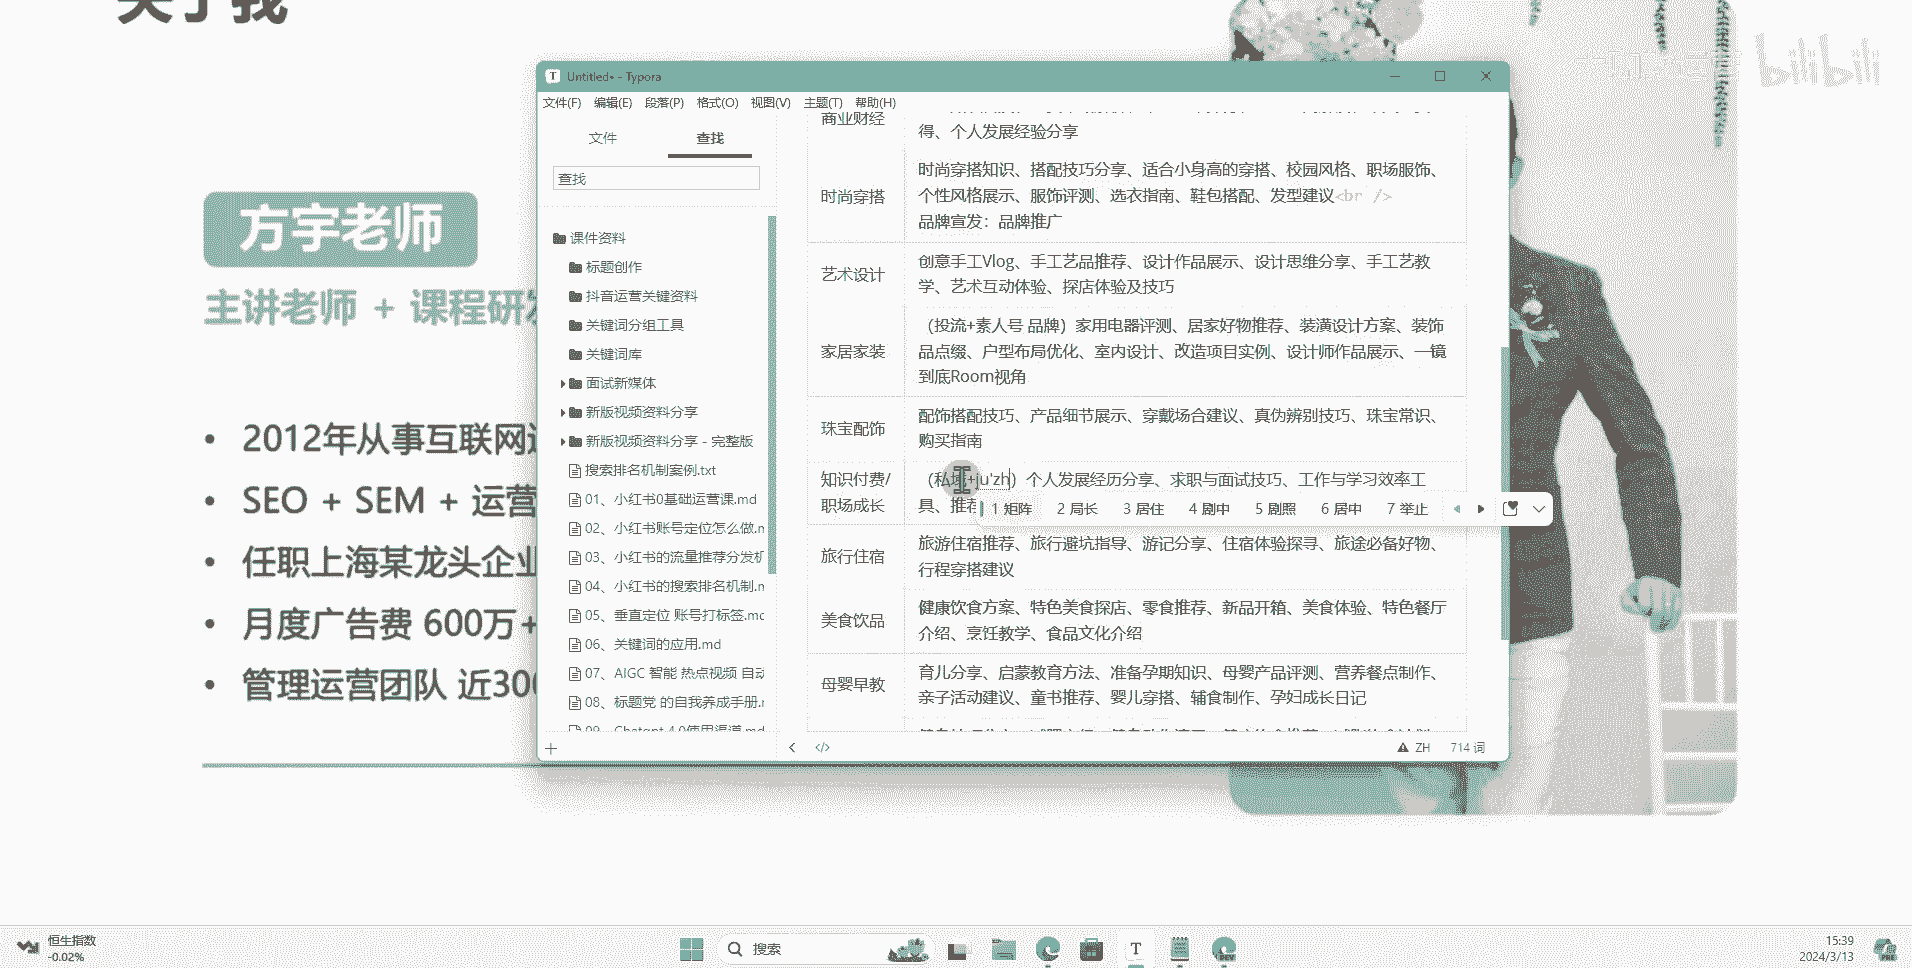 关于我
bilibili
方宇老师
主讲老师 + 课程研发
• 2012年从事互联网
• SEO + SEM + 运营
• 任职上海某龙头企业
• 月度广告费 600万+
• 管理运营团队 近300
Untitled• - Typora
文件(F) 编辑(E) 段落(P) 格式(O) 视图(V) 主题(T) 帮助(H)
文件 查找
查找
课件资料
标题创作
抖音运营关键资料
关键词分组工具
关键词库
面试新媒体
新版视频资料分享
新版视频资料分享 - 完整版
搜索排名机制案例.txt
01、小红书0基础运营课.md
02、小红书账号定位怎么做.m
03、小红书的流量推荐分发机
04、小红书的搜索排名机制.m
05、垂直定位 账号打标签.md
06、关键词的应用.md
07、AIGC 智能 热点视频 自动
08、标题党 的自我养成手册.m
09、Chatgpt 4.0使用渠道.md
商业财经
得、个人发展经验分享
时尚穿搭
时尚穿搭知识、搭配技巧分享、适合小身高的穿搭、校园风格、职场服饰、
个性风格展示、服饰评测、选衣指南、鞋包搭配、发型建议<br />
品牌宣发：品牌推广
艺术设计
创意手工Vlog、手工艺品推荐、设计作品展示、设计思维分享、手工艺教
学、艺术互动体验、探店体验及技巧
家居家装
（投流+素人号 品牌）家用电器评测、居家好物推荐、装潢设计方案、装饰
品点缀、户型布局优化、室内设计、改造项目实例、设计师作品展示、一镜
到底Room视角
珠宝配饰
配饰搭配技巧、产品细节展示、穿戴场合建议、真伪辨别技巧、珠宝常识、
购买指南
知识付费/
职场成长
（私域+ju'zh）个人发展经历分享、求职与面试技巧、工作与学习效率工
具、推荐
1 矩阵 2 局长 3 居住 4 剧中 5 剧照 6 居中 7 举止
旅行住宿
旅游住宿推荐、旅行避坑指导、游记分享、住宿体验探寻、旅途必备好物、
行程穿搭建议
美食饮品
健康饮食方案、特色美食探店、零食推荐、新品开箱、美食体验、特色餐厅
介绍、烹饪教学、食品文化介绍
母婴早教
育儿分享、启蒙教育方法、准备孕期知识、母婴产品评测、营养餐点制作、
亲子活动建议、童书推荐、婴儿穿搭、辅食制作、孕妇成长日记
ZH 714 词
恒生指数
-0.02%
搜索
15:39
2024/3/13